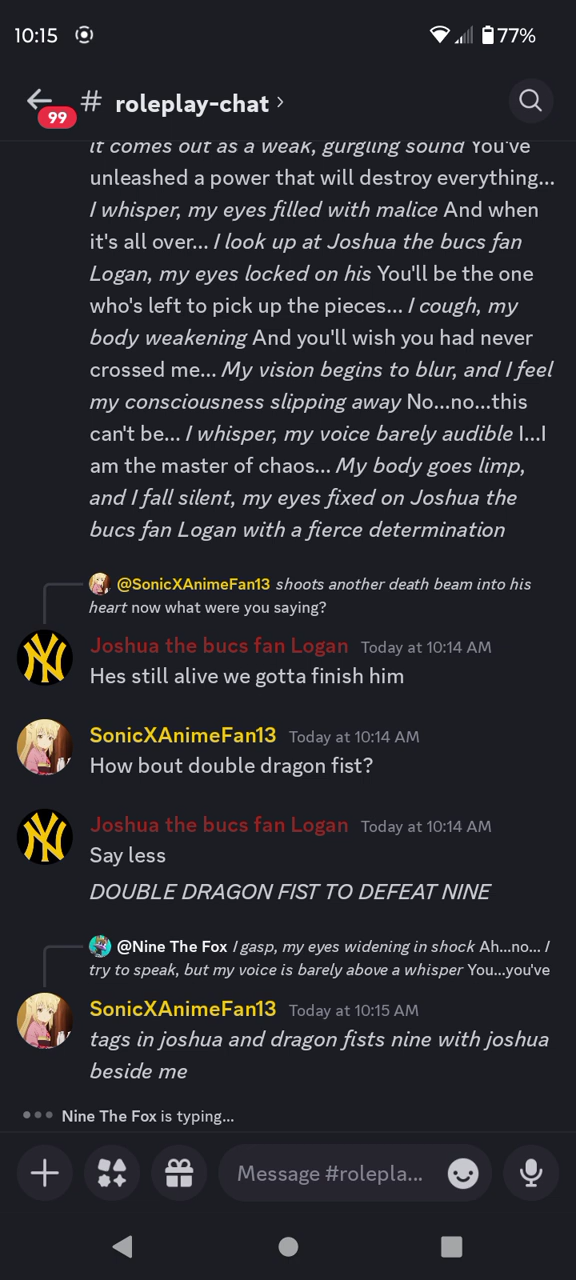 10:15
77%
99
# roleplay-chat ›
it comes out as a weak, gurgling sound You've
unleashed a power that will destroy everything...
I whisper, my eyes filled with malice And when
it's all over... I look up at Joshua the bucs fan
Logan, my eyes locked on his You'll be the one
who's left to pick up the pieces... I cough, my
body weakening And you'll wish you had never
crossed me... My vision begins to blur, and I feel
my consciousness slipping away No...no...this
can't be... I whisper, my voice barely audible I...I
am the master of chaos... My body goes limp,
and I fall silent, my eyes fixed on Joshua the
bucs fan Logan with a fierce determination
@SonicXAnimeFan13 shoots another death beam into his
heart now what were you saying?
Joshua the bucs fan Logan Today at 10:14 AM
Hes still alive we gotta finish him
SonicXAnimeFan13 Today at 10:14 AM
How bout double dragon fist?
Joshua the bucs fan Logan Today at 10:14 AM
Say less
DOUBLE DRAGON FIST TO DEFEAT NINE
@Nine The Fox I gasp, my eyes widening in shock Ah...no... I
try to speak, but my voice is barely above a whisper You...you've
SonicXAnimeFan13 Today at 10:15 AM
tags in joshua and dragon fists nine with joshua
beside me
Nine The Fox is typing...
Message #rolepla...